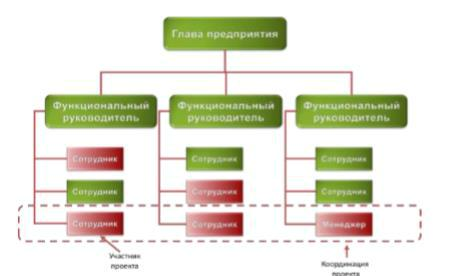 Глава предприятия
Функциональный
руководитель
Функциональный
руководитель
Функциональный
руководитель
Сотрудник
Сотрудник
Сотрудник
Сотрудник
Сотрудник
Сотрудник
Сотрудник
Сотрудник
Менеджер
Участник
проекта
Координация
проекта